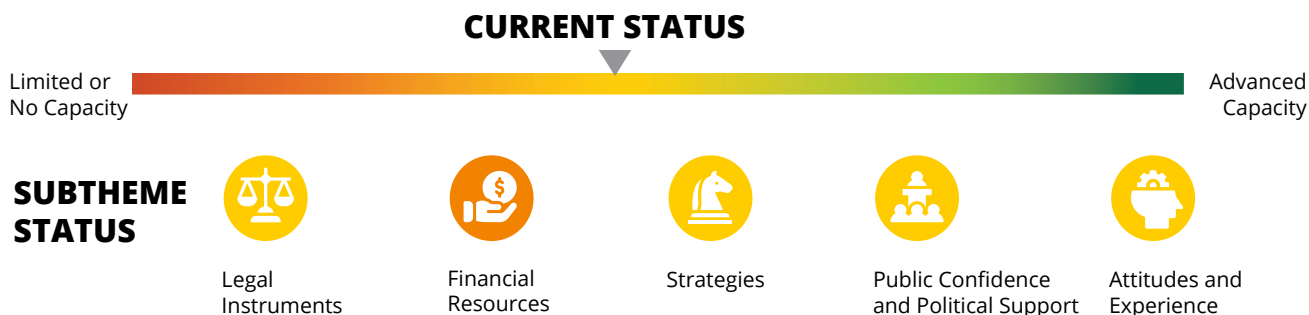 CURRENT STATUS
Limited or
No Capacity
Advanced
Capacity
SUBTHEME
STATUS
$
Legal
Instruments
Financial
Resources
Strategies
Public Confidence
and Political Support
Attitudes and
Experience